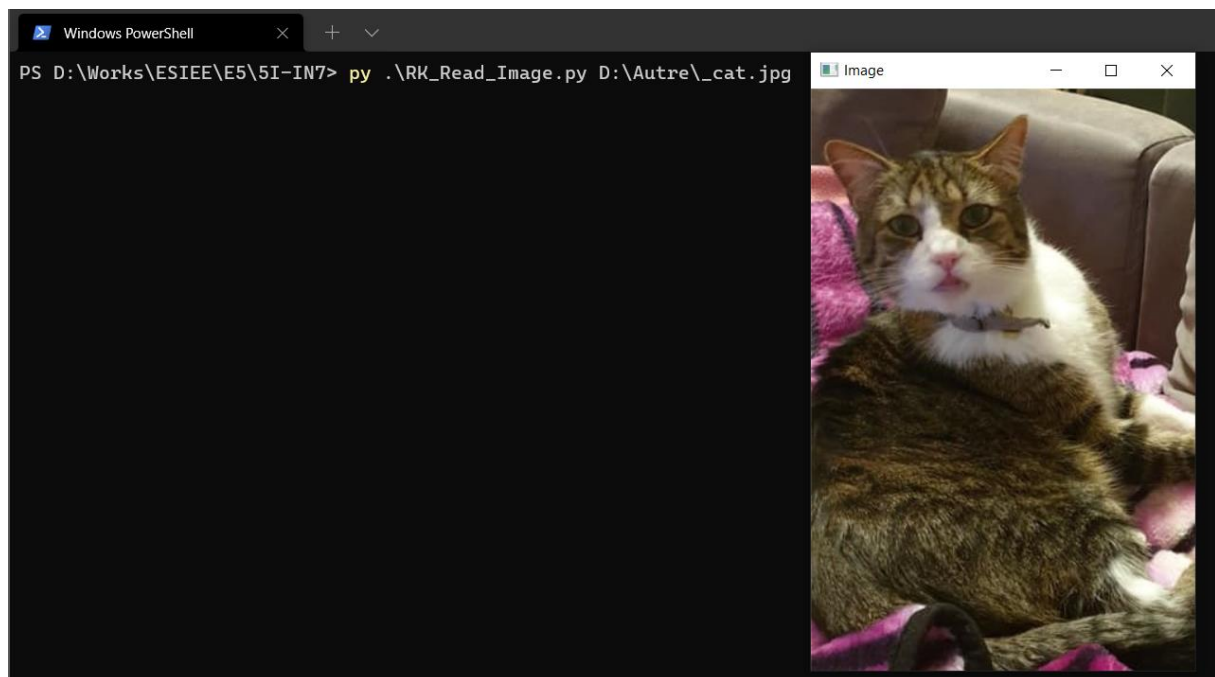 Windows PowerShell
PS D:\Works\ESIEE\E5\5I-IN7> py .\RK_Read_Image.py D:\Autre\_cat.jpg
Image